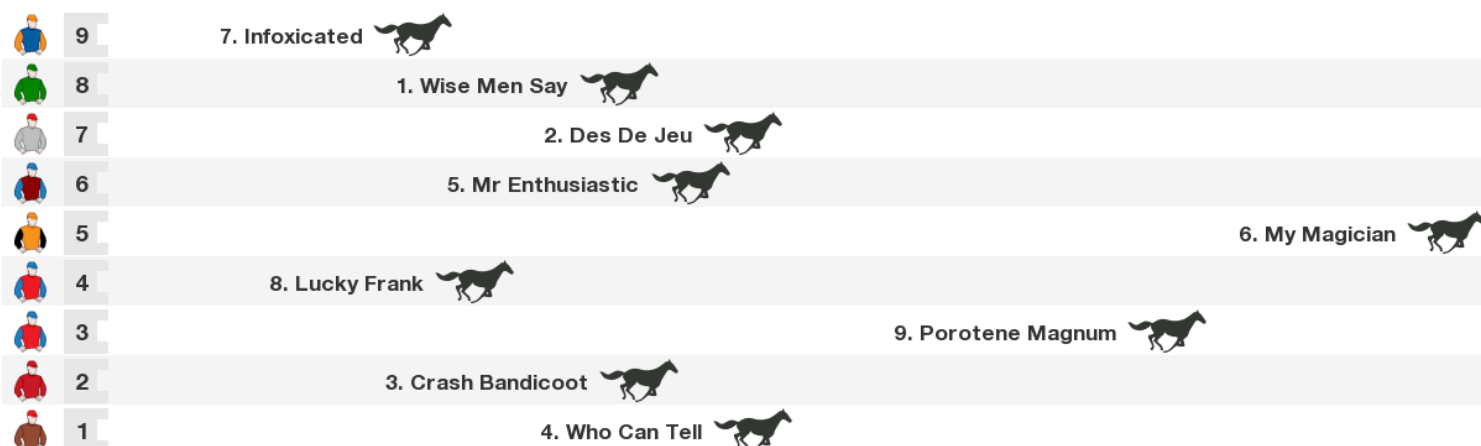 9 7. Infoxicated
8 1. Wise Men Say
7 2. Des De Jeu
6 5. Mr Enthusiastic
5 6. My Magician
4 8. Lucky Frank
3 9. Porotene Magnum
2 3. Crash Bandicoot
1 4. Who Can Tell